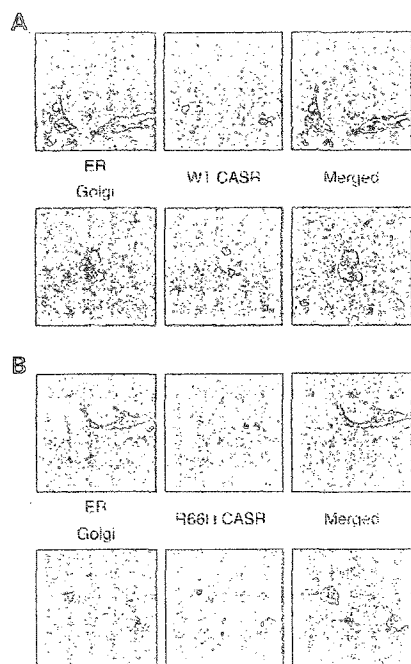 A
ER WT CASR Merged
Golgi
B
ER R66H CASR Merged
Golgi